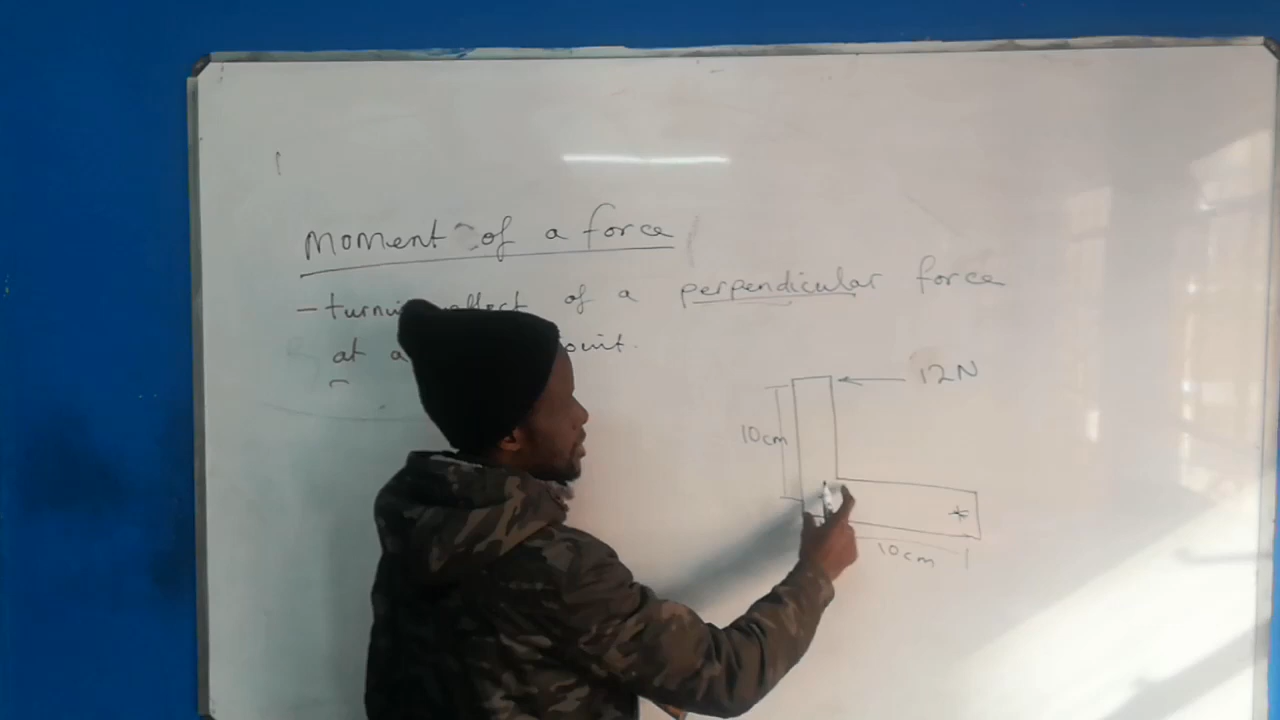 Moment of a force
- turning effect of a perpendicular force
at a point.
12N
10cm
10cm